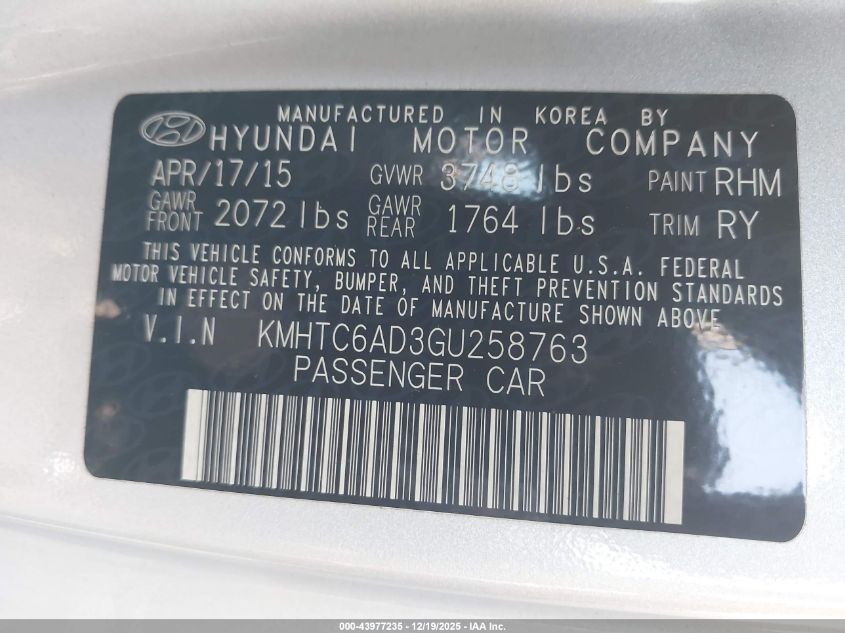 MANUFACTURED IN KOREA BY
HYUNDAI MOTOR COMPANY
APR/17/15 GVWR 3748 lbs PAINT RHM
GAWR FRONT 2072 lbs GAWR REAR 1764 lbs TRIM RY
THIS VEHICLE CONFORMS TO ALL APPLICABLE U.S.A. FEDERAL
MOTOR VEHICLE SAFETY, BUMPER, AND THEFT PREVENTION STANDARDS
IN EFFECT ON THE DATE OF MANUFACTURE SHOWN ABOVE
V.I.N KMHTC6AD3GU258763
PASSENGER CAR
000-43977235 - 12/19/2025 - IAA Inc.